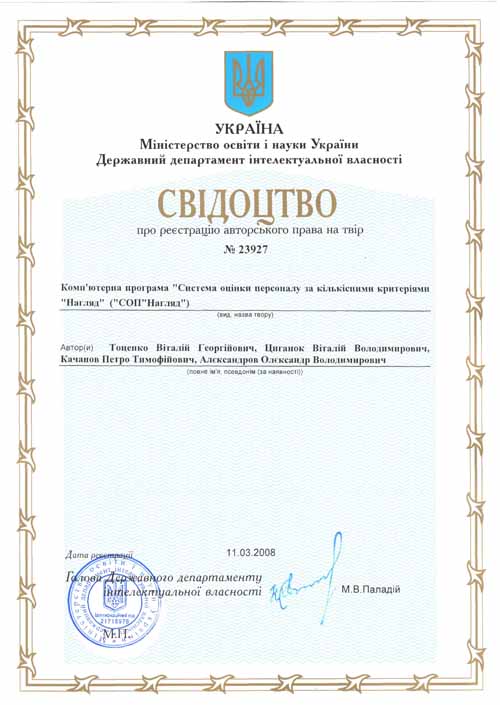 УКРАЇНА
Міністерство освіти і науки України
Державний департамент інтелектуальної власності
СВІДОЦТВО
про реєстрацію авторського права на твір
№ 23927
Комп'ютерна програма "Система оцінки персоналу за кількісними критеріями
"Нагляд" ("СОП"Нагляд")
(вид, назва твору)
Автор(и) Тоценко Віталій Георгійович, Циганок Віталій Володимирович,
Качанов Петро Тимофійович, Александров Олександр Володимирович
(повне ім'я, псевдонім (за наявності))
Дата реєстрації 11.03.2008
Голова Державного департаменту
інтелектуальної власності М.В.Паладій
М.П.
21718978